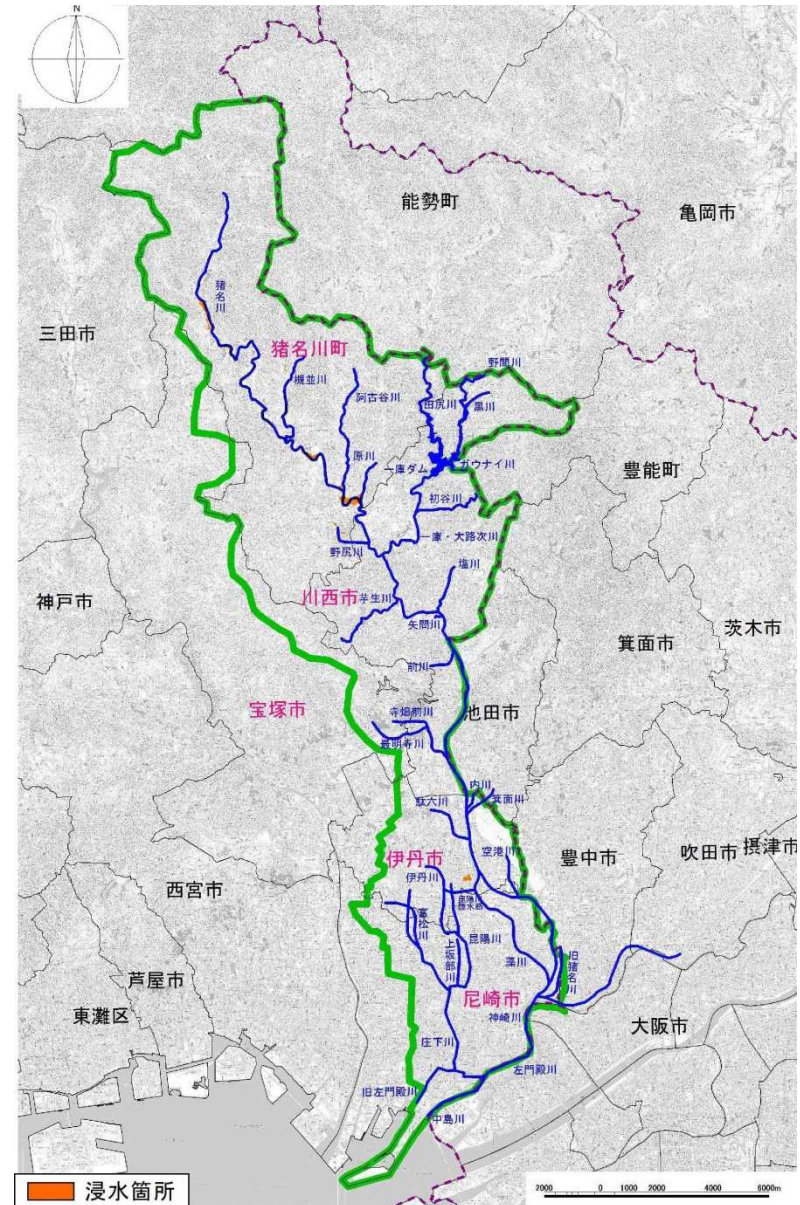 N
能勢町
亀岡市
猪名川
三田市
猪名川町
野間川
槻並川
阿古谷川
田尻川
黒川
原川
一庫ダム
ガウナイ川
豊能町
初谷川
野尻川
一庫・大路次川
塩川
神戸市
川西市
芋生川
矢問川
箕面市
茨木市
前川
宝塚市
寺畑前川
池田市
最明寺川
内川
箕面川
駄六川
伊丹市
空港川
豊中市
吹田市
摂津市
西宮市
伊丹川
富松川
昆陽川
上坂部川
藻川
旧猪名川
芦屋市
尼崎市
東灘区
神崎川
大阪市
庄下川
左門殿川
旧左門殿川
中島川
浸水箇所
2000 0 1000 2000 4000 6000m